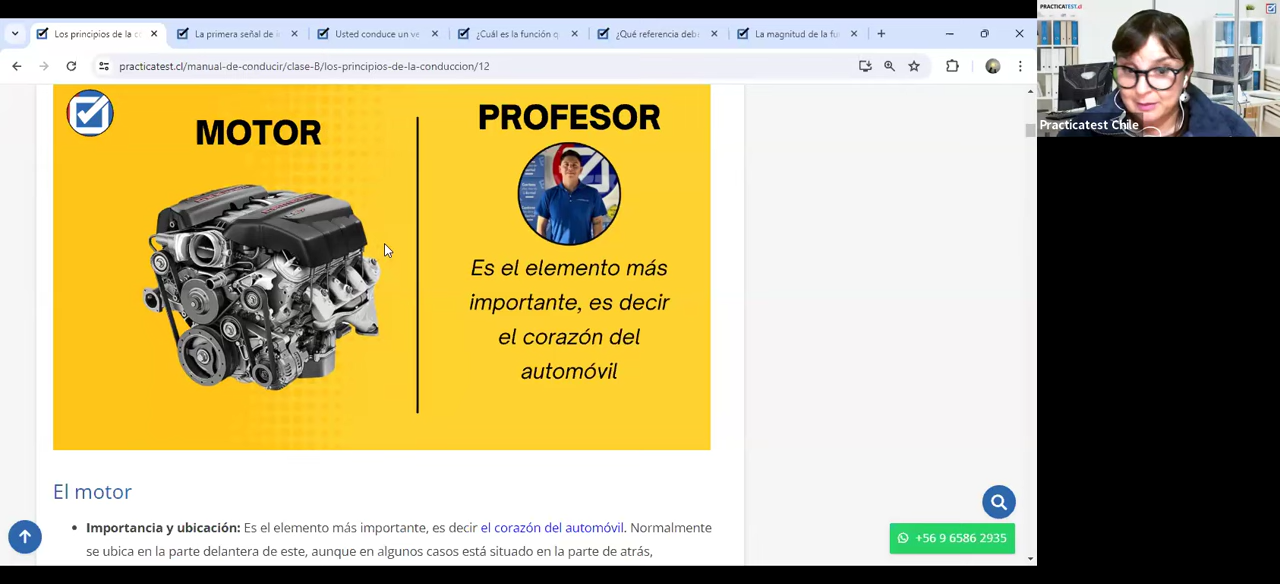 Los principios de la c
La primera señal de i
Usted conduce un ve
¿Cuál es la función q
¿Qué referencia debe
La magnitud de la fu
practicatest.cl/manual-de-conducir/clase-B/los-principios-de-la-conduccion/12
PRACTICATEST.cl
Practicatest Chile
MOTOR
PROFESOR
Es el elemento más
importante, es decir
el corazón del
automóvil
El motor
Importancia y ubicación: Es el elemento más importante, es decir el corazón del automóvil. Normalmente
se ubica en la parte delantera de este, aunque en algunos casos está situado en la parte de atrás,
+56 9 6586 2935